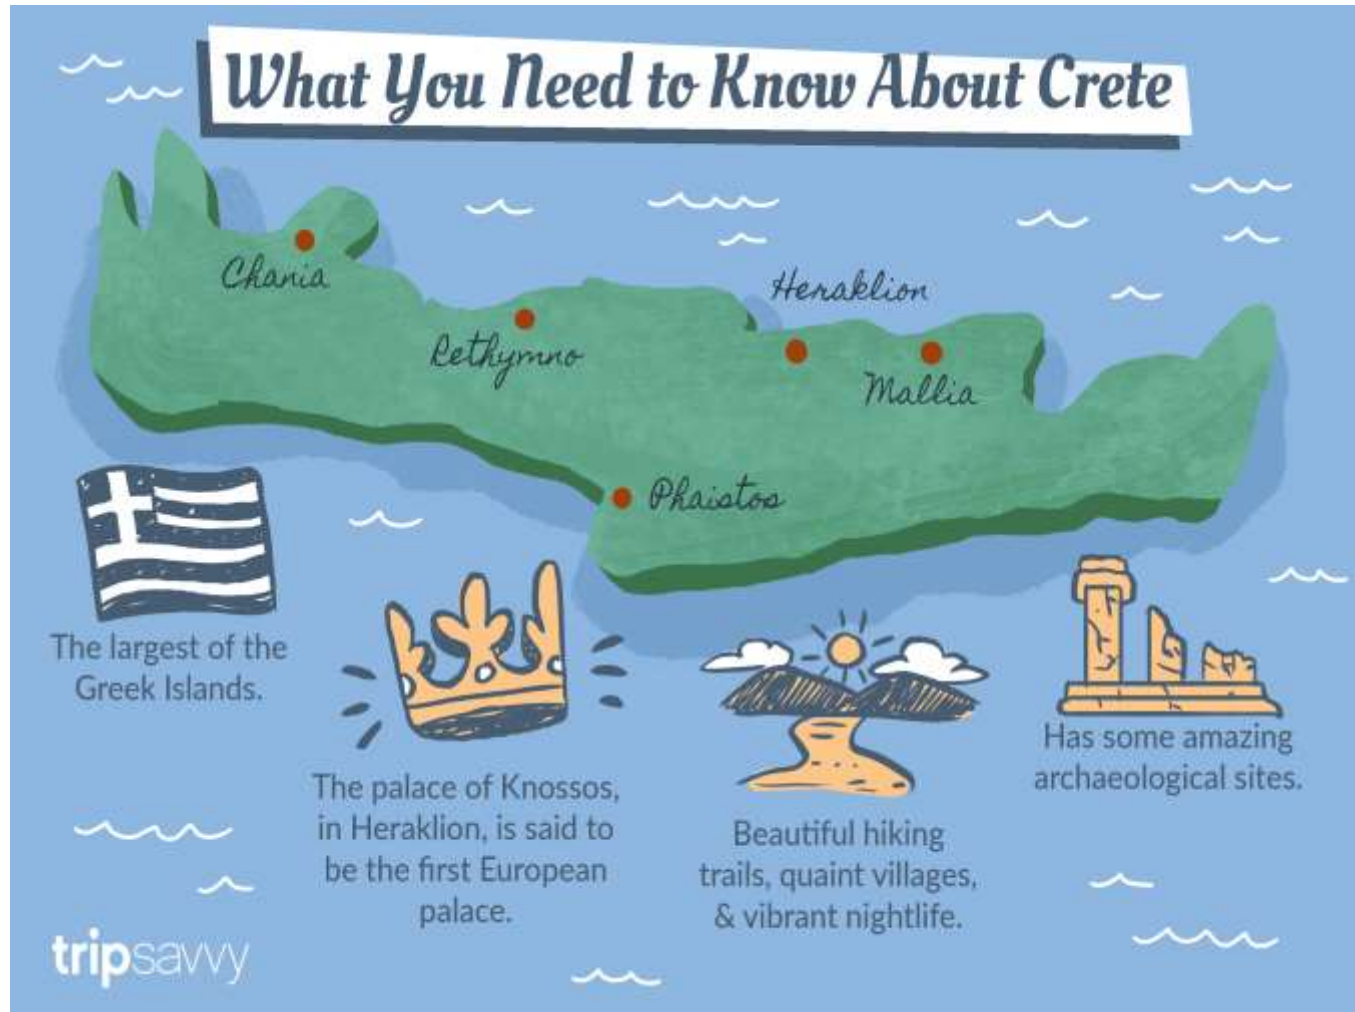 What You Need to Know About Crete
Chania
Heraklion
Rethymno
Mallia
Phaistos
The largest of the
Greek Islands.
The palace of Knossos,
in Heraklion, is said to
be the first European
palace.
Beautiful hiking
trails, quaint villages,
& vibrant nightlife.
Has some amazing
archaeological sites.
tripsavvy